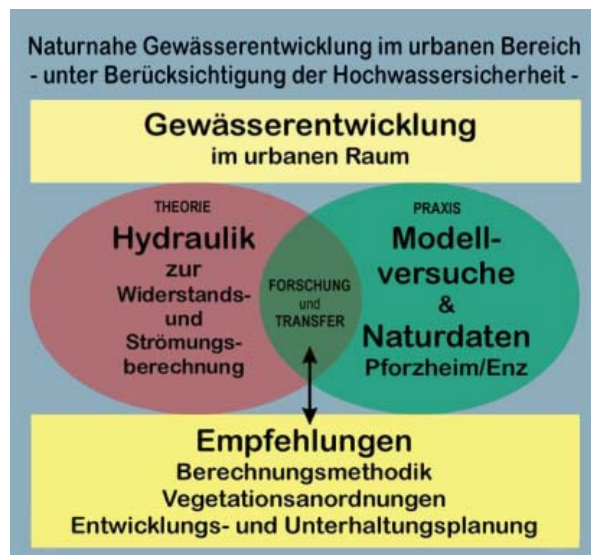 Naturnahe Gewässerentwicklung im urbanen Bereich
- unter Berücksichtigung der Hochwassersicherheit -
Gewässerentwicklung
im urbanen Raum
THEORIE
Hydraulik
zur
Widerstands-
und
Strömungs-
berechnung
FORSCHUNG
und
TRANSFER
PRAXIS
Modell-
versuche
&
Naturdaten
Pforzheim/Enz
Empfehlungen
Berechnungsmethodik
Vegetationsanordnungen
Entwicklungs- und Unterhaltungsplanung